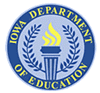 IOWA DEPARTMENT
OF EDUCATION